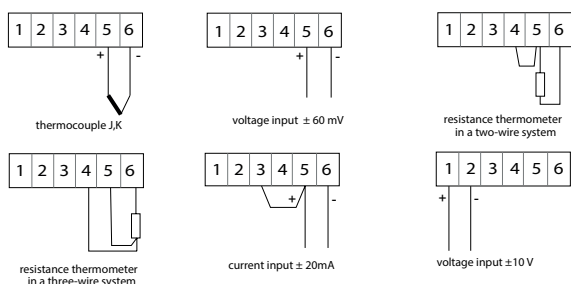 1 2 3 4 5 6
+ -
thermocouple J,K
1 2 3 4 5 6
+ -
voltage input ± 60 mV
1 2 3 4 5 6
resistance thermometer
in a two-wire system
1 2 3 4 5 6
resistance thermometer
in a three-wire system
1 2 3 4 5 6
+ -
current input ± 20mA
1 2 3 4 5 6
+ -
voltage input ±10 V